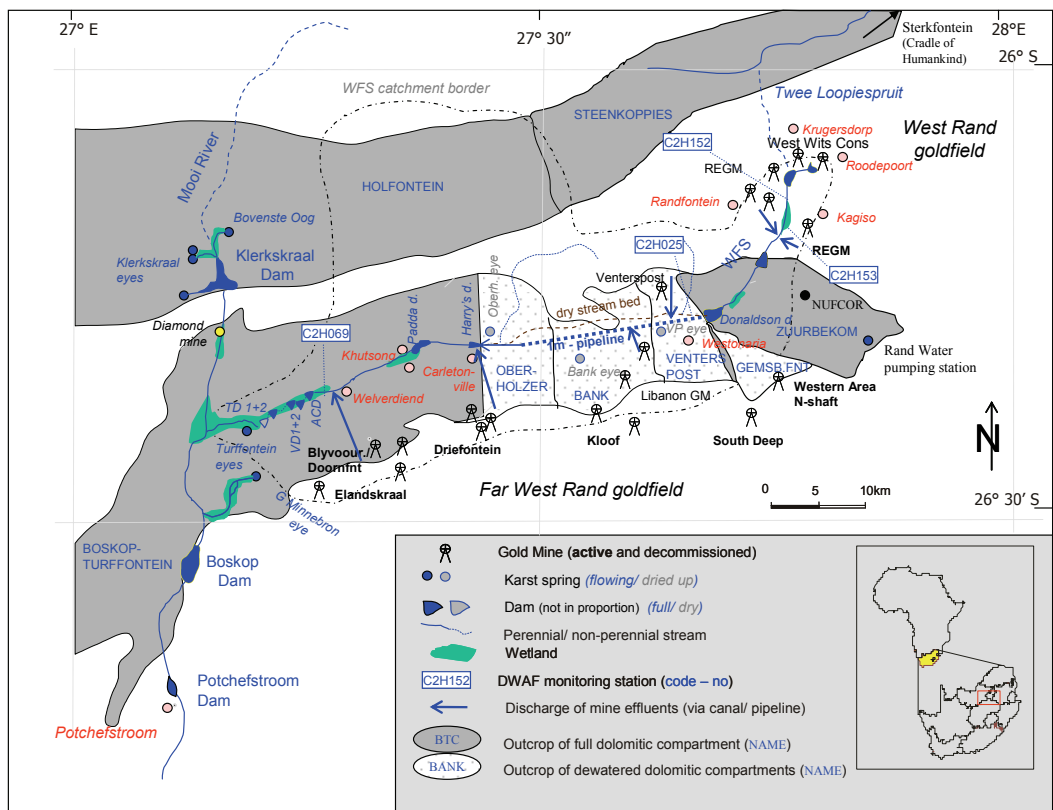 27° E
27° 30"
28° E
Sterkfontein
(Cradle of
Humankind)
26° S
WFS catchment border
STEENKOPPIES
Twee Loopiespruit
Krugersdorp
West Rand
goldfield
C2H152
West Wits Cons
Roodepoort
REGM
Mooi River
HOLFONTEIN
Randfontein
Kagiso
Bovenste Oog
C2H025
REGM
Klerkskraal
eyes
Klerkskraal
Dam
Oberh. eye
WFS
C2H153
Venterspost
NUFCOR
Diamond
mine
C2H069
Padda d.
Harry's d.
dry stream bed
Donaldson d
ZUURBEKOM
VP eye
1m - pipeline
Westonaria
Rand Water
pumping station
Khutsong
Carleton-
ville
OBER-
HOLZER
Bank eye
VENTERS
POST
GEMSB.FNT
Welverdiend
BANK
Libanon GM
Western Area
N-shaft
TD 1+2
VD1+2
ACD
Turffontein
eyes
Blyvoour./
Doornfnt
Driefontein
Kloof
South Deep
N
Elandskraal
Far West Rand goldfield
G. Minnebron
eye
0 5 10km
26° 30' S
BOSKOP-
TURFFONTEIN
Boskop
Dam
Gold Mine (active and decommissioned)
Karst spring (flowing/ dried up)
Dam (not in proportion) (full/ dry)
Perennial/ non-perennial stream
Wetland
C2H152 DWAF monitoring station (code – no)
Discharge of mine effluents (via canal/ pipeline)
BTC Outcrop of full dolomitic compartment (NAME)
BANK Outcrop of dewatered dolomitic compartments (NAME)
Potchefstroom
Dam
Potchefstroom